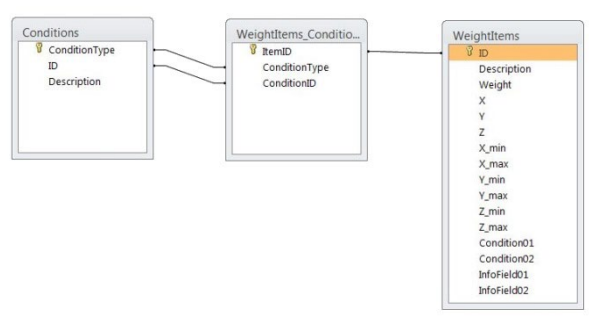 Conditions
ConditionType
ID
Description
WeightItems_Conditio...
ItemID
ConditionType
ConditionID
WeightItems
ID
Description
Weight
X
Y
Z
X_min
X_max
Y_min
Y_max
Z_min
Z_max
Condition01
Condition02
InfoField01
InfoField02